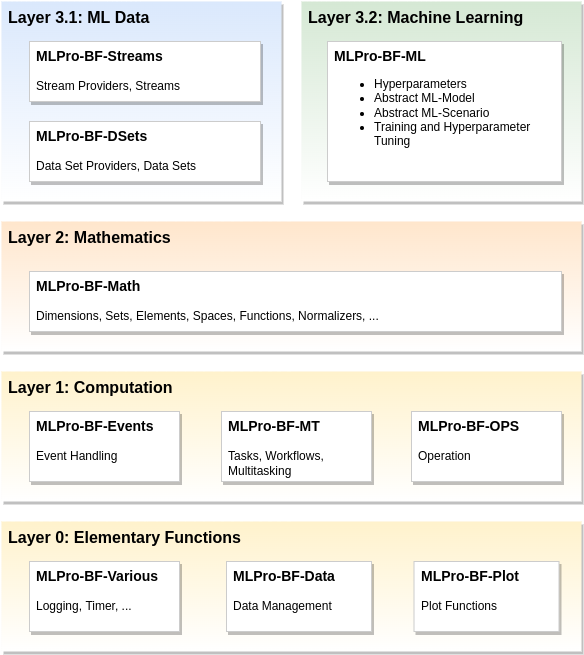 Layer 3.1: ML Data
MLPro-BF-Streams
Stream Providers, Streams
MLPro-BF-DSets
Data Set Providers, Data Sets
Layer 3.2: Machine Learning
MLPro-BF-ML
• Hyperparameters
• Abstract ML-Model
• Abstract ML-Scenario
• Training and Hyperparameter
Tuning
Layer 2: Mathematics
MLPro-BF-Math
Dimensions, Sets, Elements, Spaces, Functions, Normalizers, ...
Layer 1: Computation
MLPro-BF-Events
Event Handling
MLPro-BF-MT
Tasks, Workflows,
Multitasking
MLPro-BF-OPS
Operation
Layer 0: Elementary Functions
MLPro-BF-Various
Logging, Timer, ...
MLPro-BF-Data
Data Management
MLPro-BF-Plot
Plot Functions